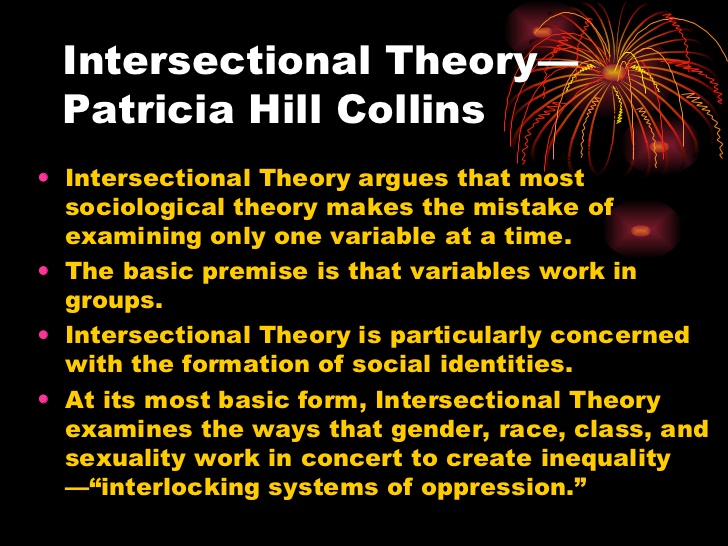 Intersectional Theory—
Patricia Hill Collins
• Intersectional Theory argues that most
sociological theory makes the mistake of
examining only one variable at a time.
• The basic premise is that variables work in
groups.
• Intersectional Theory is particularly concerned
with the formation of social identities.
• At its most basic form, Intersectional Theory
examines the ways that gender, race, class, and
sexuality work in concert to create inequality
—“interlocking systems of oppression.”